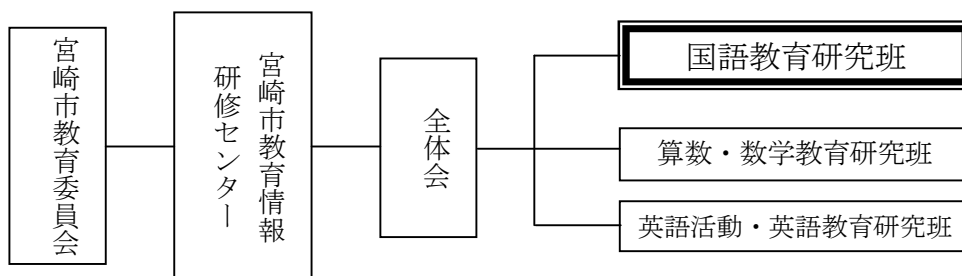 宮崎市教育委員会
宮崎市教育情報
研修センター
全体会
国語教育研究班
算数・数学教育研究班
英語活動・英語教育研究班